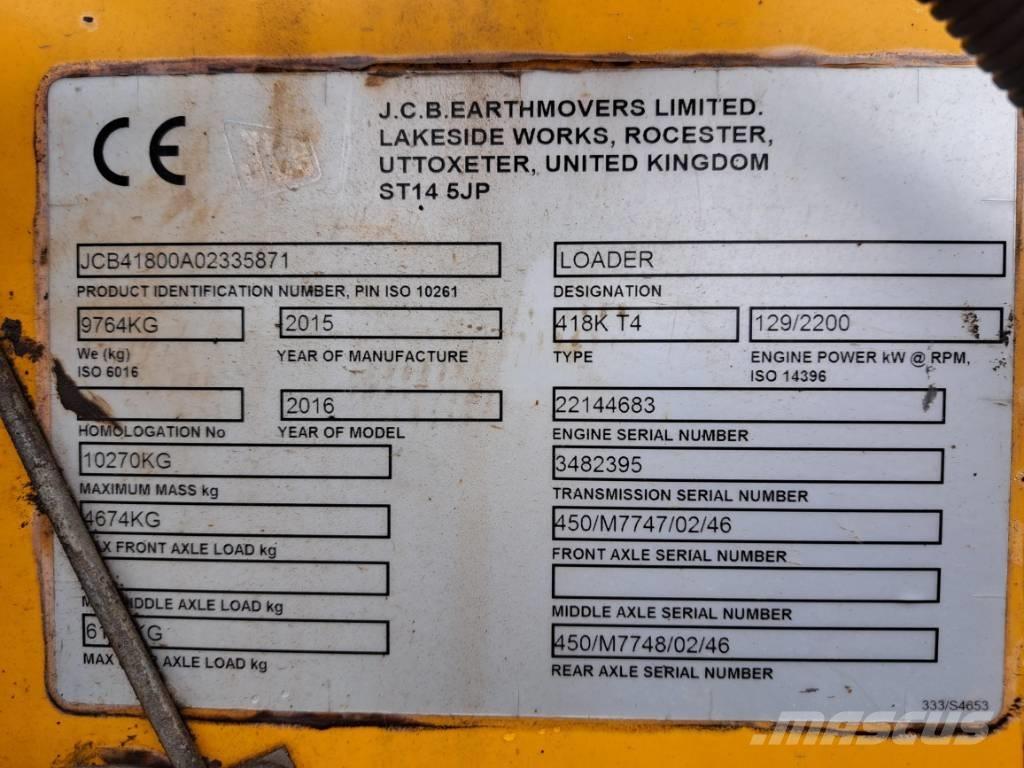 CE
J.C.B.EARTHMOVERS LIMITED.
LAKESIDE WORKS, ROCESTER,
UTTOXETER, UNITED KINGDOM
ST14 5JP
JCB41800A02335871
PRODUCT IDENTIFICATION NUMBER, PIN ISO 10261
9764KG 2015
We (kg) YEAR OF MANUFACTURE
ISO 6016
2016
HOMOLOGATION No YEAR OF MODEL
10270KG
MAXIMUM MASS kg
4674KG
FRONT AXLE LOAD kg
AXLE LOAD kg
MAX AXLE LOAD kg
LOADER
DESIGNATION
418K T4 129/2200
TYPE ENGINE POWER kW @ RPM,
ISO 14396
22144683
ENGINE SERIAL NUMBER
3482395
TRANSMISSION SERIAL NUMBER
450/M7747/02/46
FRONT AXLE SERIAL NUMBER
MIDDLE AXLE SERIAL NUMBER
450/M7748/02/46
REAR AXLE SERIAL NUMBER
333/S4653
mascus